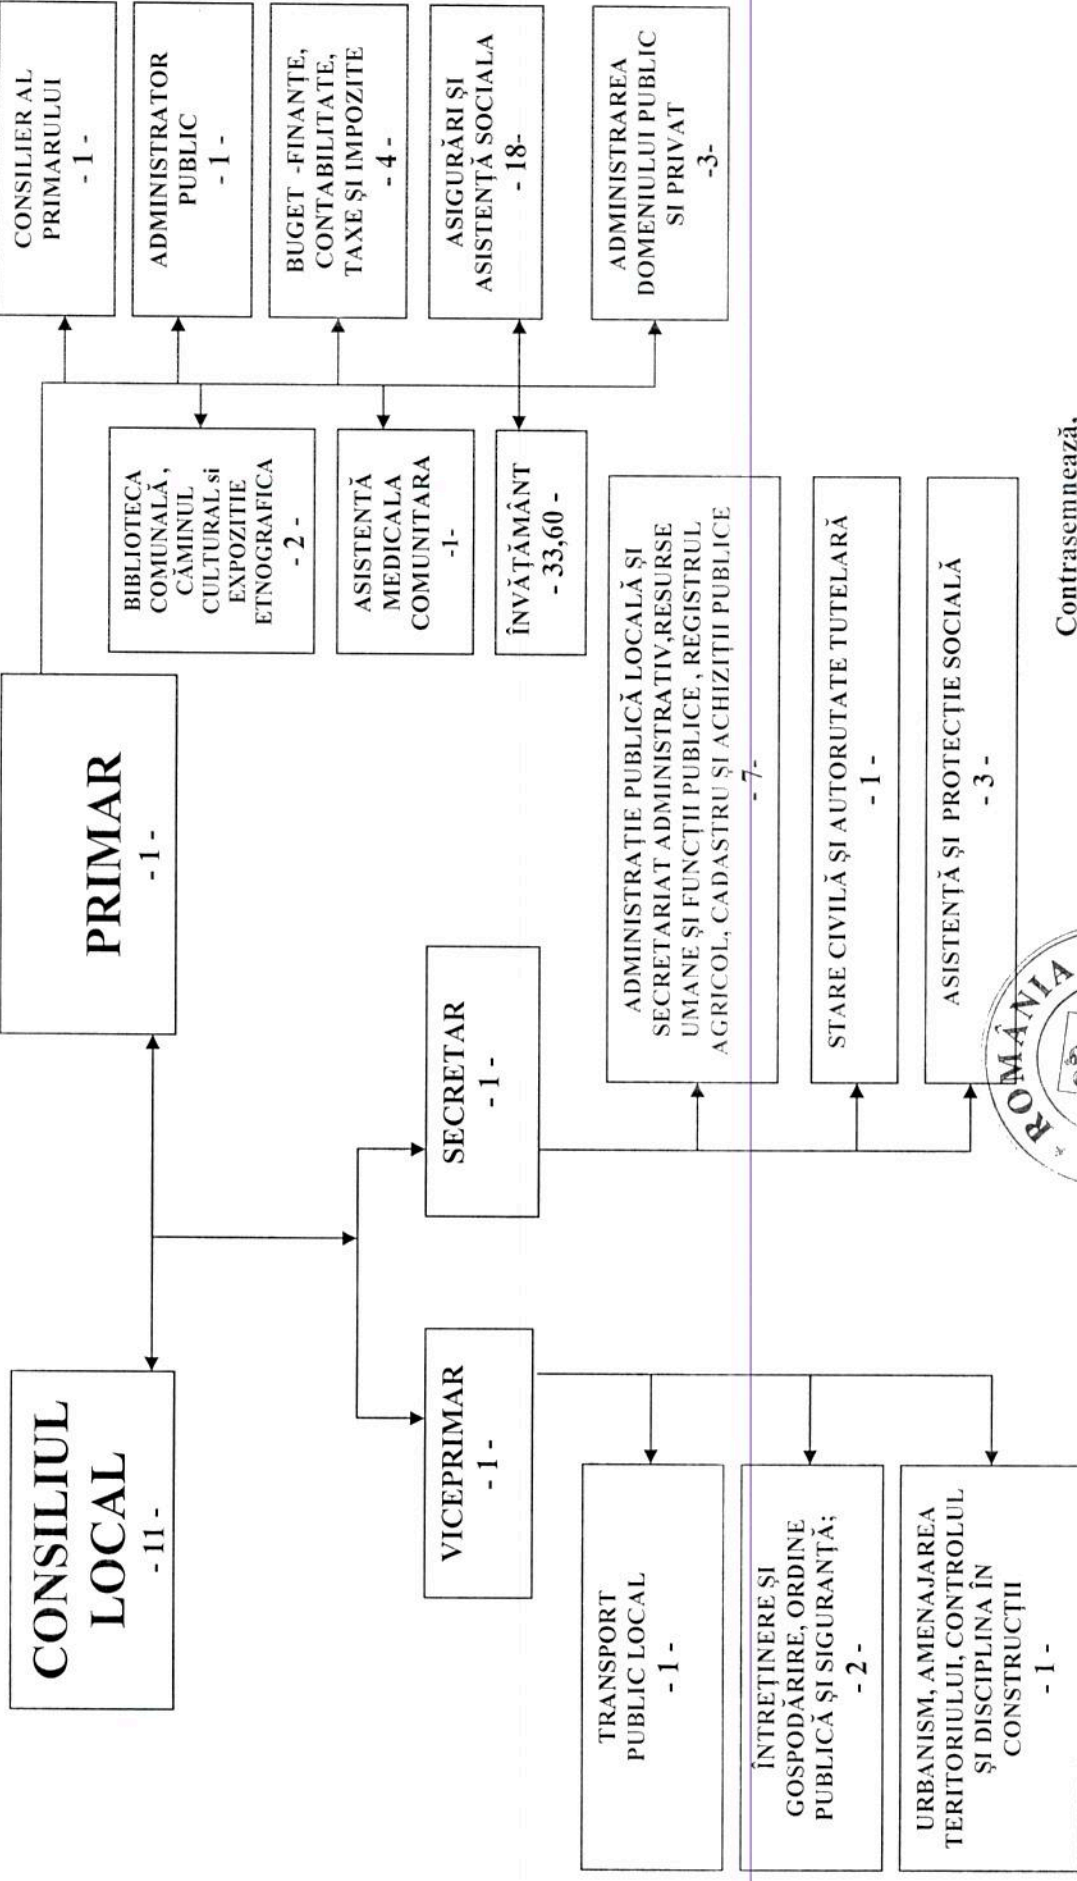 CONSILIUL
LOCAL
- 11 -
PRIMAR
- 1 -
CONSILIER AL
PRIMARULUI
- 1 -
ADMINISTRATOR
PUBLIC
- 1 -
BUGET -FINANȚE,
CONTABILITATE,
TAXE ȘI IMPOZITE
- 4 -
ASIGURĂRI ȘI
ASISTENȚĂ SOCIALA
- 18-
ADMINISTRAREA
DOMENIULUI PUBLIC
SI PRIVAT
-3-
BIBLIOTECA
COMUNALĂ ,
CĂMINUL
CULTURAL si
EXPOZITIE
ETNOGRAFICA
- 2 -
ASISTENTĂ
MEDICALA
COMUNITARA
-1-
ÎNVĂȚĂMÂNT
- 33,60 -
VICEPRIMAR
- 1 -
SECRETAR
- 1 -
TRANSPORT
PUBLIC LOCAL
- 1 -
ÎNTREȚINERE ȘI
GOSPODĂRIRE, ORDINE
PUBLICĂ ȘI SIGURANȚĂ;
- 2 -
URBANISM, AMENAJAREA
TERITORIULUI, CONTROLUL
ȘI DISCIPLINA ÎN
CONSTRUCȚII
- 1 -
ADMINISTRAȚIE PUBLICĂ LOCALĂ ȘI
SECRETARIAT ADMINISTRATIV,RESURSE
UMANE ȘI FUNCȚII PUBLICE , REGISTRUL
AGRICOL, CADASTRU ȘI ACHIZIȚII PUBLICE
- 7-
STARE CIVILĂ ȘI AUTORUTATE TUTELARĂ
- 1 -
ASISTENȚĂ ȘI PROTECȚIE SOCIALĂ
- 3 -
ROMÂNIA
Contrasemnează,